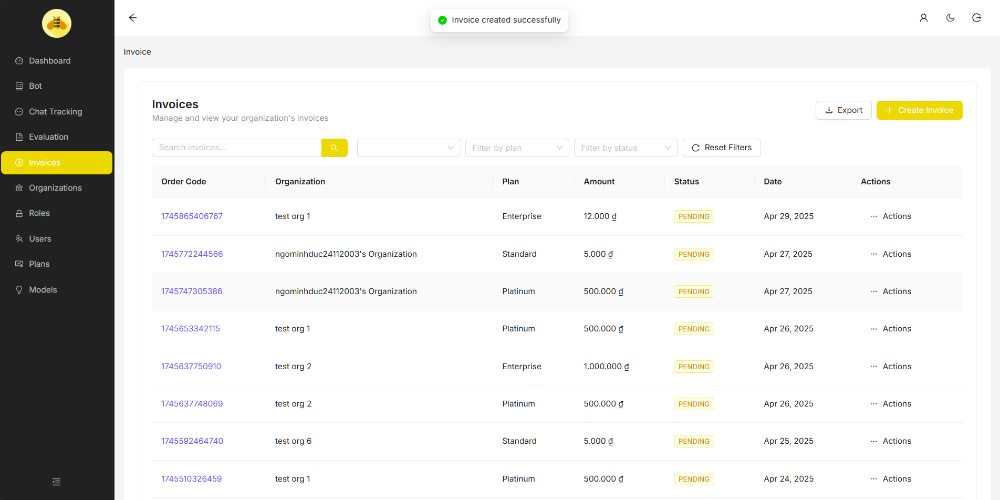 Invoice created successfully
Dashboard
Bot
Chat Tracking
Evaluation
Invoices
Organizations
Roles
Users
Plans
Models
Invoice
Invoices
Manage and view your organization's invoices
Export
Create Invoice
Search invoices...
Filter by plan
Filter by status
Reset Filters
Order Code Organization Plan Amount Status Date Actions
1745865406767 test org 1 Enterprise 12.000 ₫ PENDING Apr 29, 2025 ··· Actions
1745772244566 ngominhduc24112003's Organization Standard 5.000 ₫ PENDING Apr 27, 2025 ··· Actions
1745747305386 ngominhduc24112003's Organization Platinum 500.000 ₫ PENDING Apr 27, 2025 ··· Actions
1745653342115 test org 1 Platinum 500.000 ₫ PENDING Apr 26, 2025 ··· Actions
1745637750910 test org 2 Enterprise 1.000.000 ₫ PENDING Apr 26, 2025 ··· Actions
1745637748069 test org 2 Platinum 500.000 ₫ PENDING Apr 26, 2025 ··· Actions
1745592464740 test org 6 Standard 5.000 ₫ PENDING Apr 25, 2025 ··· Actions
1745510326459 test org 1 Platinum 500.000 ₫ PENDING Apr 24, 2025 ··· Actions